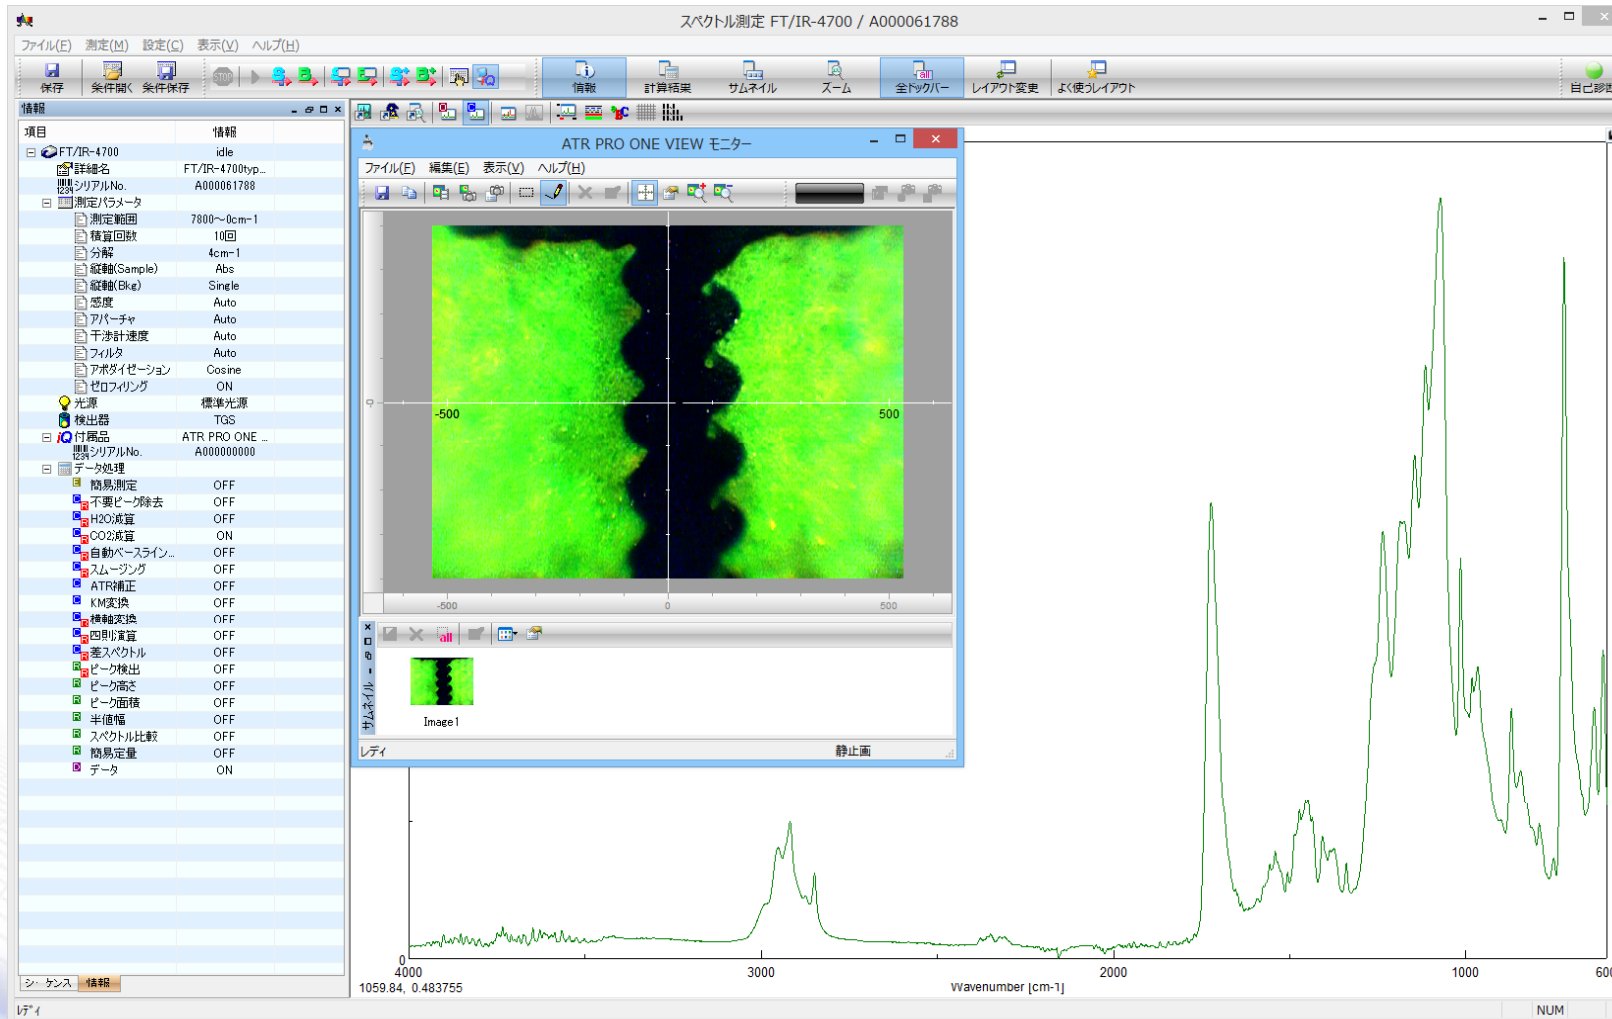 スペクトル測定 FT/IR-4700 / A000061788
ファイル(F) 測定(M) 設定(C) 表示(V) ヘルプ(H)
保存 条件開く 条件保存 STOP 情報 計算結果 サムネイル ズーム 全ドックバー レイアウト変更 よく使うレイアウト 自己診断
情報
項目 情報
FT/IR-4700 idle
詳細名 FT/IR-4700typ...
シリアルNo. A000061788
測定パラメータ
測定範囲 7800～0cm-1
積算回数 10回
分解 4cm-1
縦軸(Sample) Abs
縦軸(Bkg) Single
感度 Auto
アパーチャ Auto
干渉計速度 Auto
フィルタ Auto
アポダイゼーション Cosine
ゼロフィリング ON
光源 標準光源
検出器 TGS
iQ付属品 ATR PRO ONE ...
シリアルNo. A000000000
データ処理
簡易測定 OFF
不要ピーク除去 OFF
H2O減算 OFF
CO2減算 ON
自動ベースライン... OFF
スムージング OFF
ATR補正 OFF
KM変換 OFF
横軸変換 OFF
四則演算 OFF
差スペクトル OFF
ピーク検出 OFF
ピーク高さ OFF
ピーク面積 OFF
半値幅 OFF
スペクトル比較 OFF
簡易定量 OFF
データ ON
シーケンス 情報
レディ
ATR PRO ONE VIEW モニター
ファイル(F) 編集(E) 表示(V) ヘルプ(H)
-500 500
-500 0 500
all
サムネイル
Image1
レディ 静止画
0
4000 3000 2000 1000 600
1059.84, 0.483755 Wavenumber [cm-1]
NUM